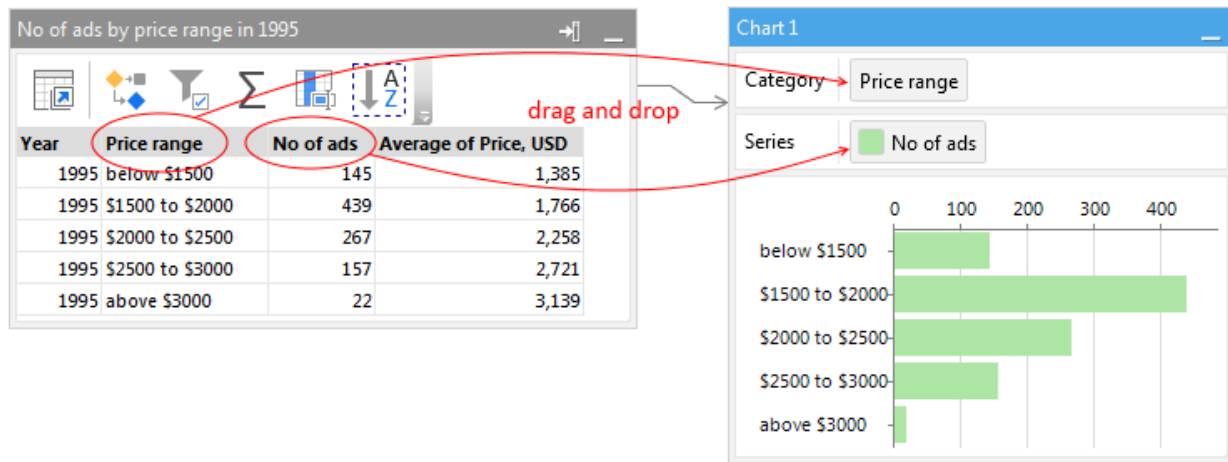 No of ads by price range in 1995
A
Z
Year Price range No of ads Average of Price, USD
1995 below $1500 145 1,385
1995 $1500 to $2000 439 1,766
1995 $2000 to $2500 267 2,258
1995 $2500 to $3000 157 2,721
1995 above $3000 22 3,139
drag and drop
Chart 1
Category Price range
Series No of ads
0 100 200 300 400
below $1500
$1500 to $2000
$2000 to $2500
$2500 to $3000
above $3000